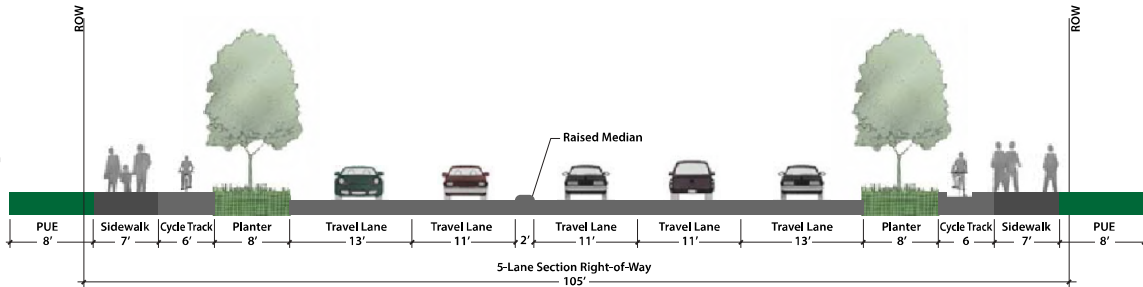 ROW
ROW
Raised Median
PUE Sidewalk Cycle Track Planter Travel Lane Travel Lane Travel Lane Travel Lane Travel Lane Planter Cycle Track Sidewalk PUE
8' 7' 6' 8' 13' 11' 2' 11' 11' 13' 8' 6 7' 8'
5-Lane Section Right-of-Way
105'